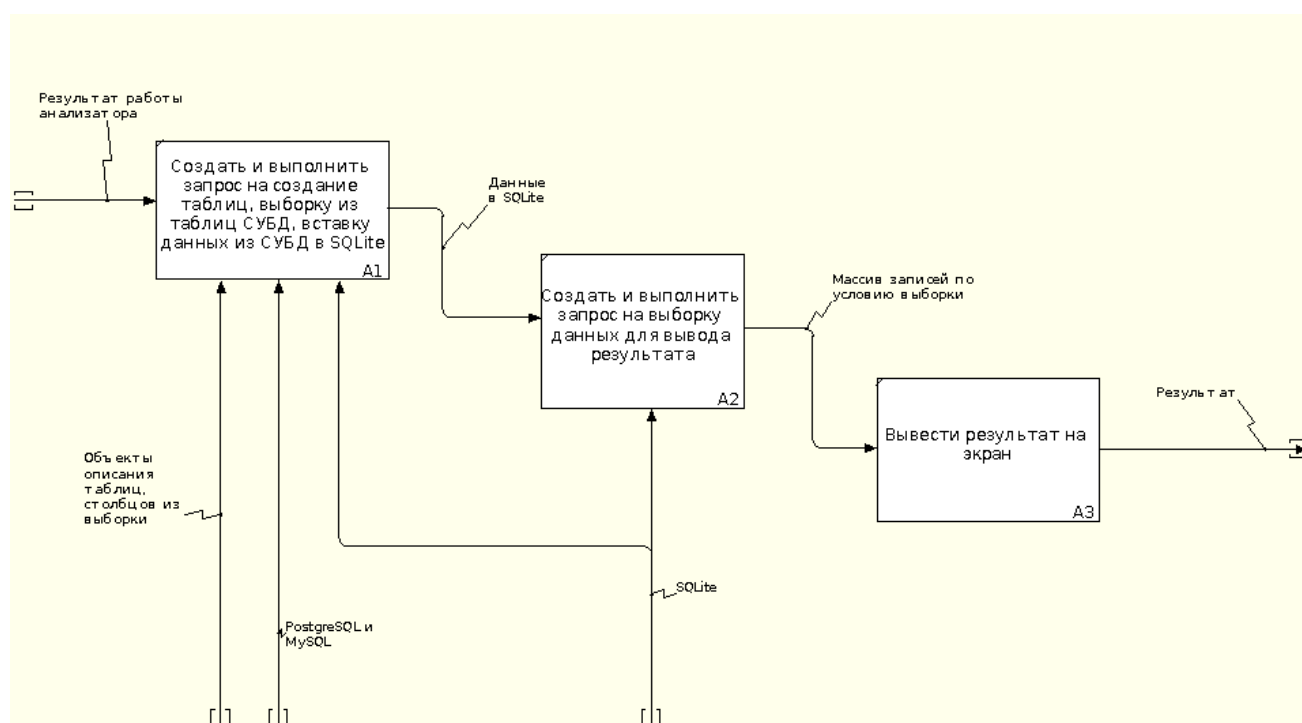 Результат работы
анализатора
Создать и выполнить
запрос на создание
таблиц, выборку из
таблиц СУБД, вставку
данных из СУБД в SQLite
A1
Данные
в SQLite
Создать и выполнить
запрос на выборку
данных для вывода
результата
A2
Массив записей по
условию выборки
Вывести результат на
экран
A3
Результат
Объекты
описания
таблиц,
столбцов из
выборки
PostgreSQL и
MySQL
SQLite